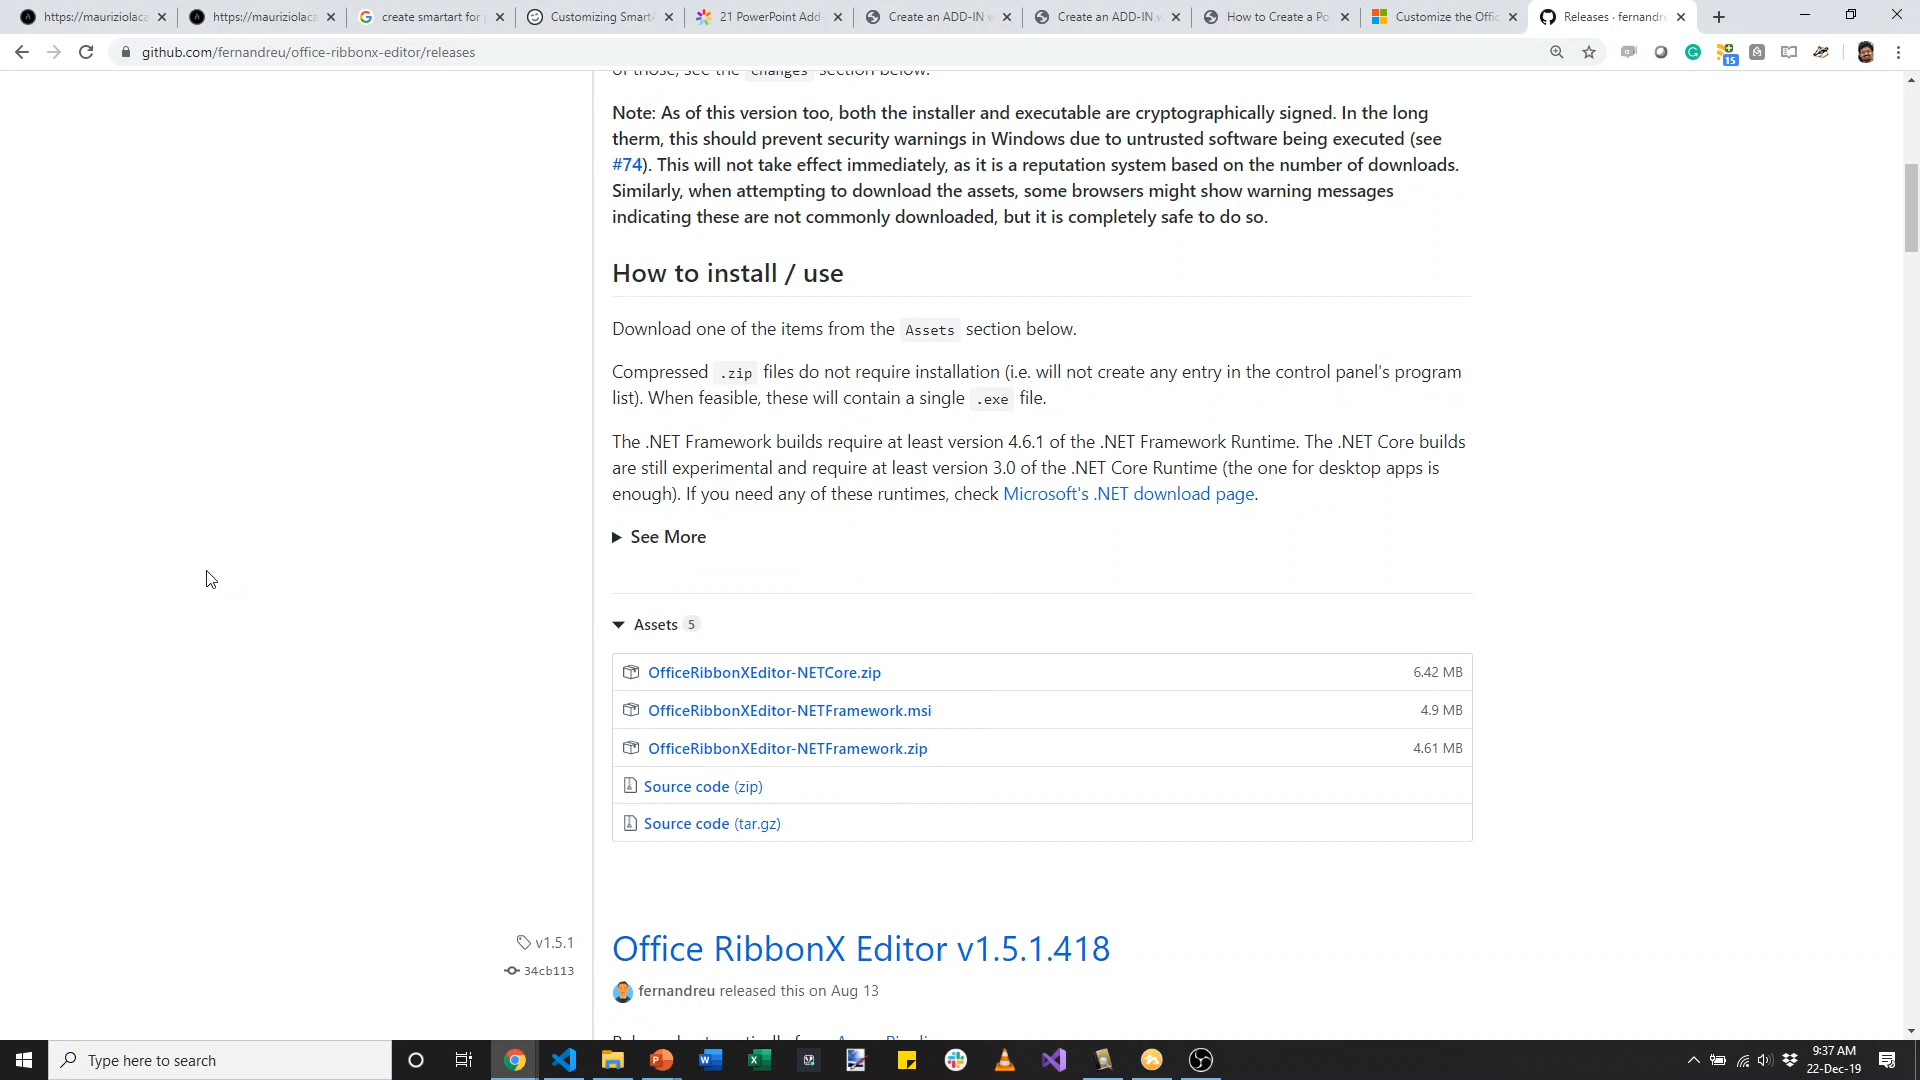 https://mauriziolaca
https://mauriziolaca
create smartart for
Customizing SmartA
21 PowerPoint Add-
Create an ADD-IN w
Create an ADD-IN w
How to Create a Po
Customize the Offic
Releases · fernandre
github.com/fernandreu/office-ribbonx-editor/releases
15
of those, see the Changes section below.
Note: As of this version too, both the installer and executable are cryptographically signed. In the long
therm, this should prevent security warnings in Windows due to untrusted software being executed (see
#74). This will not take effect immediately, as it is a reputation system based on the number of downloads.
Similarly, when attempting to download the assets, some browsers might show warning messages
indicating these are not commonly downloaded, but it is completely safe to do so.
How to install / use
Download one of the items from the Assets section below.
Compressed .zip files do not require installation (i.e. will not create any entry in the control panel's program
list). When feasible, these will contain a single .exe file.
The .NET Framework builds require at least version 4.6.1 of the .NET Framework Runtime. The .NET Core builds
are still experimental and require at least version 3.0 of the .NET Core Runtime (the one for desktop apps is
enough). If you need any of these runtimes, check Microsoft's .NET download page.
See More
Assets 5
OfficeRibbonXEditor-NETCore.zip 6.42 MB
OfficeRibbonXEditor-NETFramework.msi 4.9 MB
OfficeRibbonXEditor-NETFramework.zip 4.61 MB
Source code (zip)
Source code (tar.gz)
v1.5.1
34cb113
Office RibbonX Editor v1.5.1.418
fernandreu released this on Aug 13
Type here to search
9:37 AM
22-Dec-19